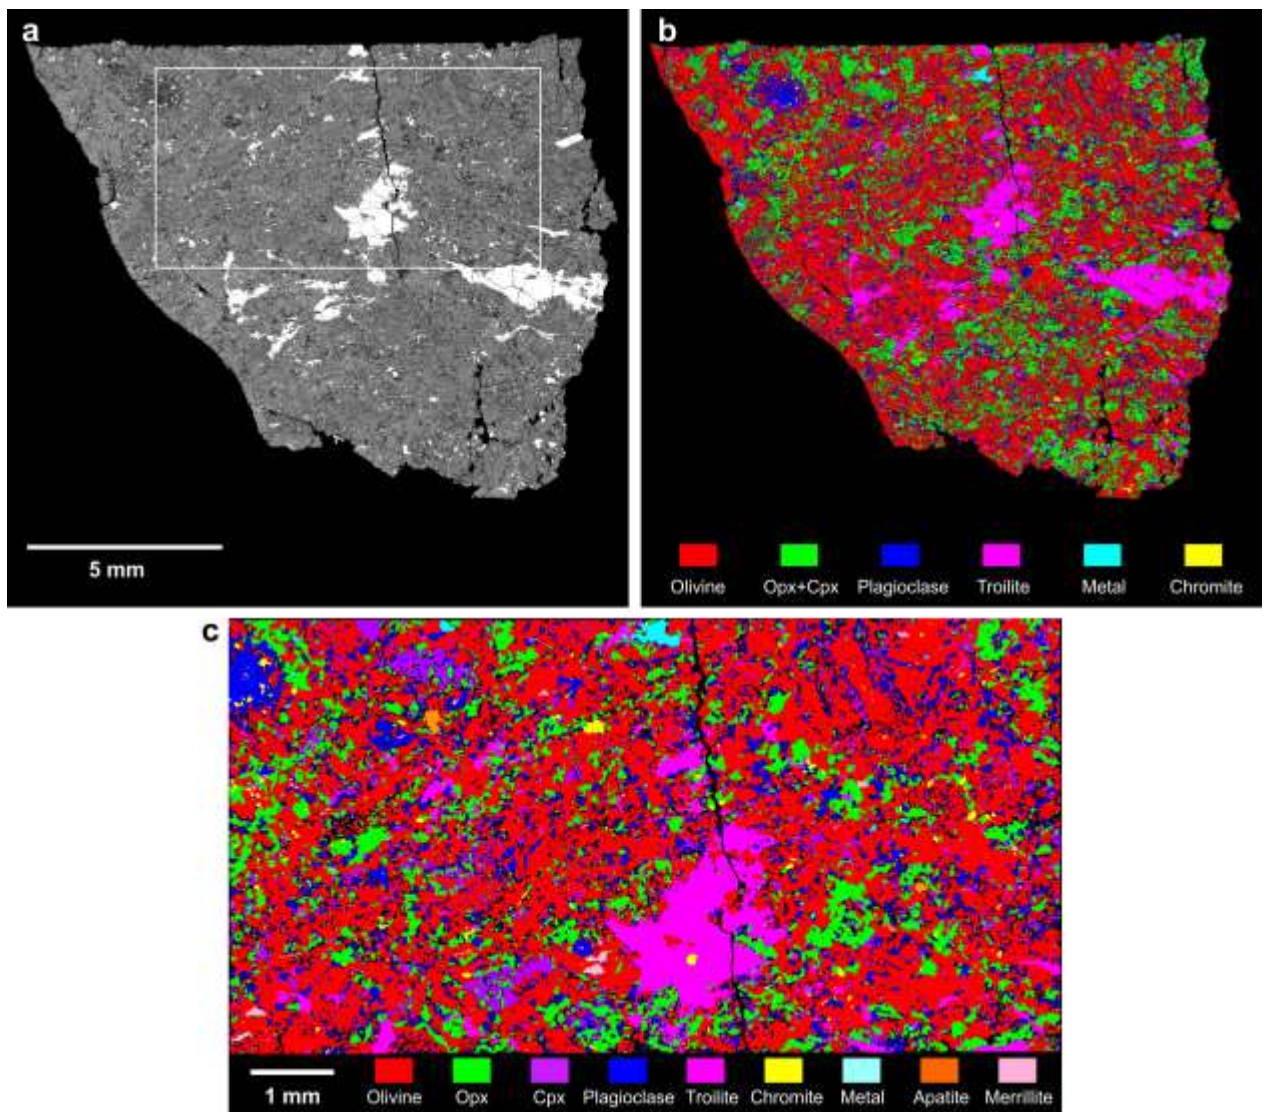 a
b
5 mm
Olivine Opx+Cpx Plagioclase Troilite Metal Chromite
c
1 mm Olivine Opx Cpx Plagioclase Troilite Chromite Metal Apatite Merrillite